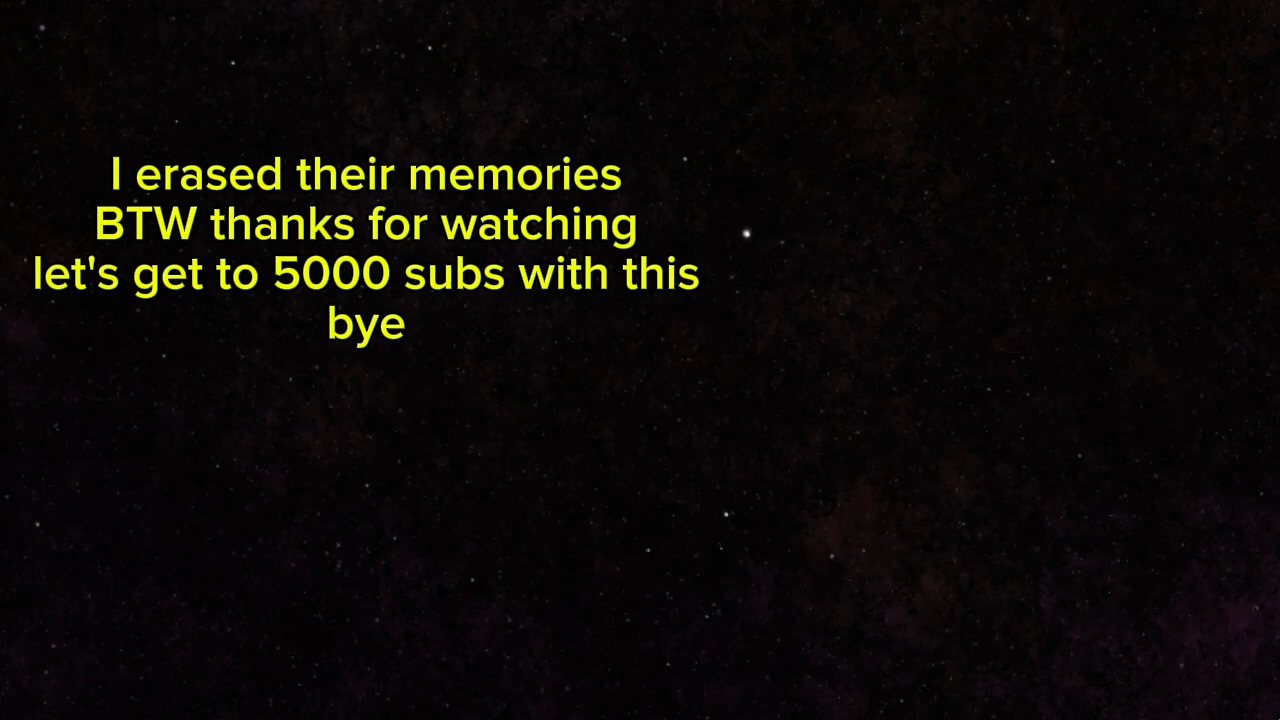 I erased their memories
BTW thanks for watching
let's get to 5000 subs with this
bye